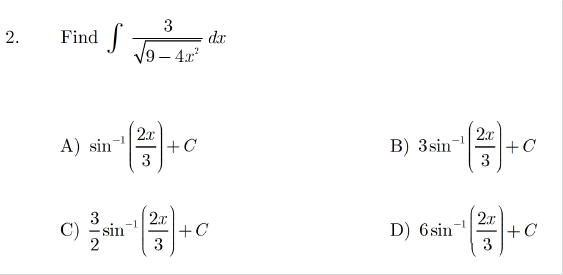 2. Find ∫ 3/√(9 – 4x²) dx
A) sin⁻¹(2x/3) + C B) 3 sin⁻¹(2x/3) + C
C) 3/2 sin⁻¹(2x/3) + C D) 6 sin⁻¹(2x/3) + C